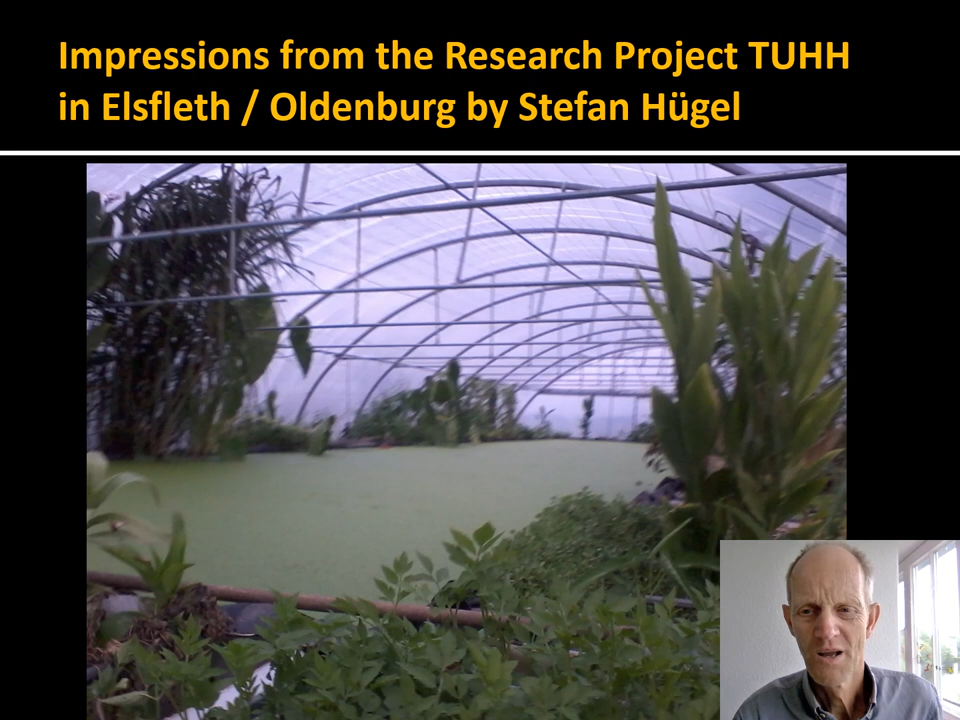 Impressions from the Research Project TUHH
in Elsfleth / Oldenburg by Stefan Hügel